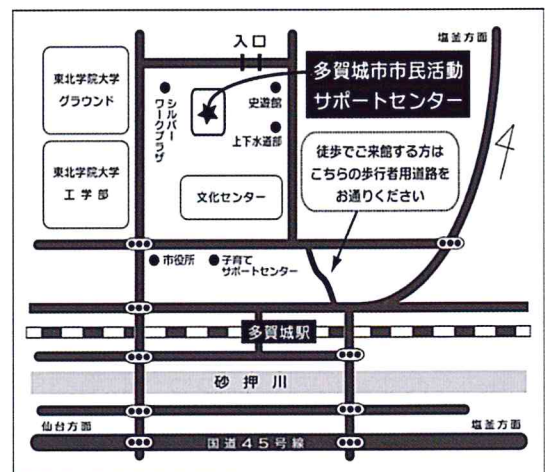 塩釜方面
入口
多賀城市市民活動
サポートセンター
東北学院大学
グラウンド
シルバー
ワークプラザ
史遊館
上下水道部
徒歩でご来館する方は
こちらの歩行者用道路を
お通りください
東北学院大学
工学部
文化センター
市役所
子育て
サポートセンター
多賀城駅
砂押川
仙台方面
塩釜方面
国道45号線